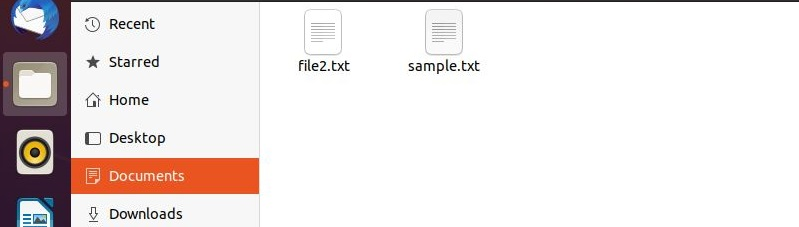 Recent
Starred
Home
Desktop
Documents
Downloads
file2.txt
sample.txt